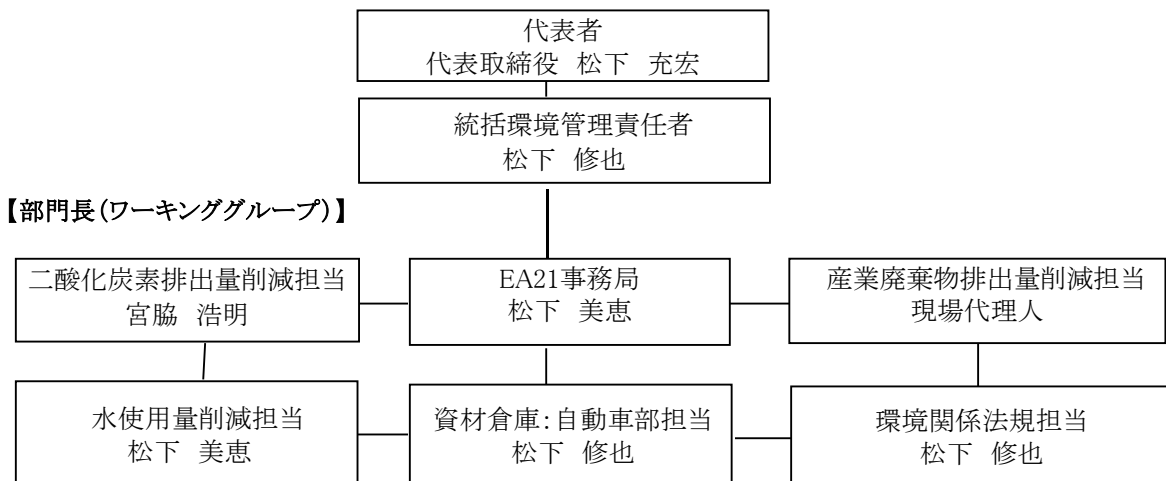 代表者
代表取締役 松下 充宏
統括環境管理責任者
松下 修也
【部門長(ワーキンググループ)】
二酸化炭素排出量削減担当
宮脇 浩明
EA21事務局
松下 美恵
産業廃棄物排出量削減担当
現場代理人
水使用量削減担当
松下 美恵
資材倉庫:自動車部担当
松下 修也
環境関係法規担当
松下 修也